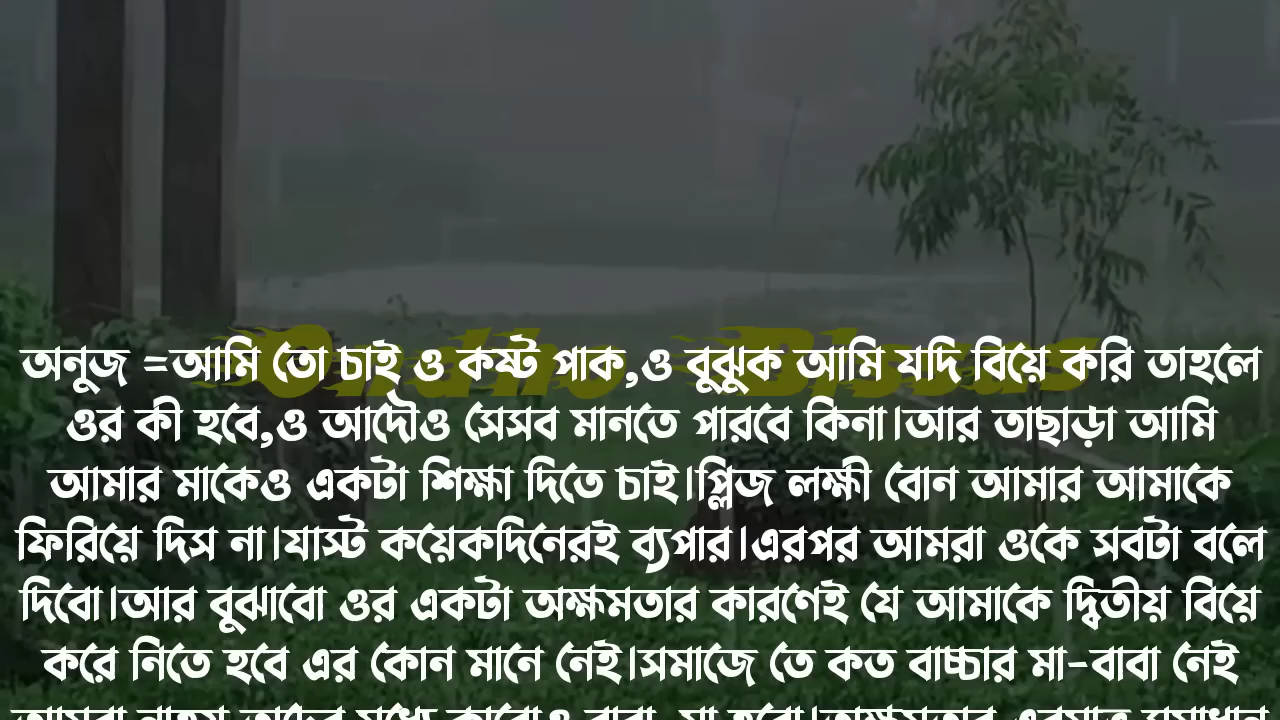 অনুজ =আমি তো চাই ও কষ্ট পাক,ও বুঝুক আমি যদি বিয়ে করি তাহলে
ওর কী হবে,ও আদৌও সেসব মানতে পারবে কিনা।আর তাছাড়া আমি
আমার মাকেও একটা শিক্ষা দিতে চাই।প্লিজ লক্ষী বোন আমার আমাকে
ফিরিয়ে দিস না।যাস্ট কয়েকদিনেরই ব্যপার।এরপর আমরা ওকে সবটা বলে
দিবো।আর বুঝাবো ওর একটা অক্ষমতার কারণেই যে আমাকে দ্বিতীয় বিয়ে
করে নিতে হবে এর কোন মানে নেই।সমাজে তে কত বাচ্চার মা-বাবা নেই